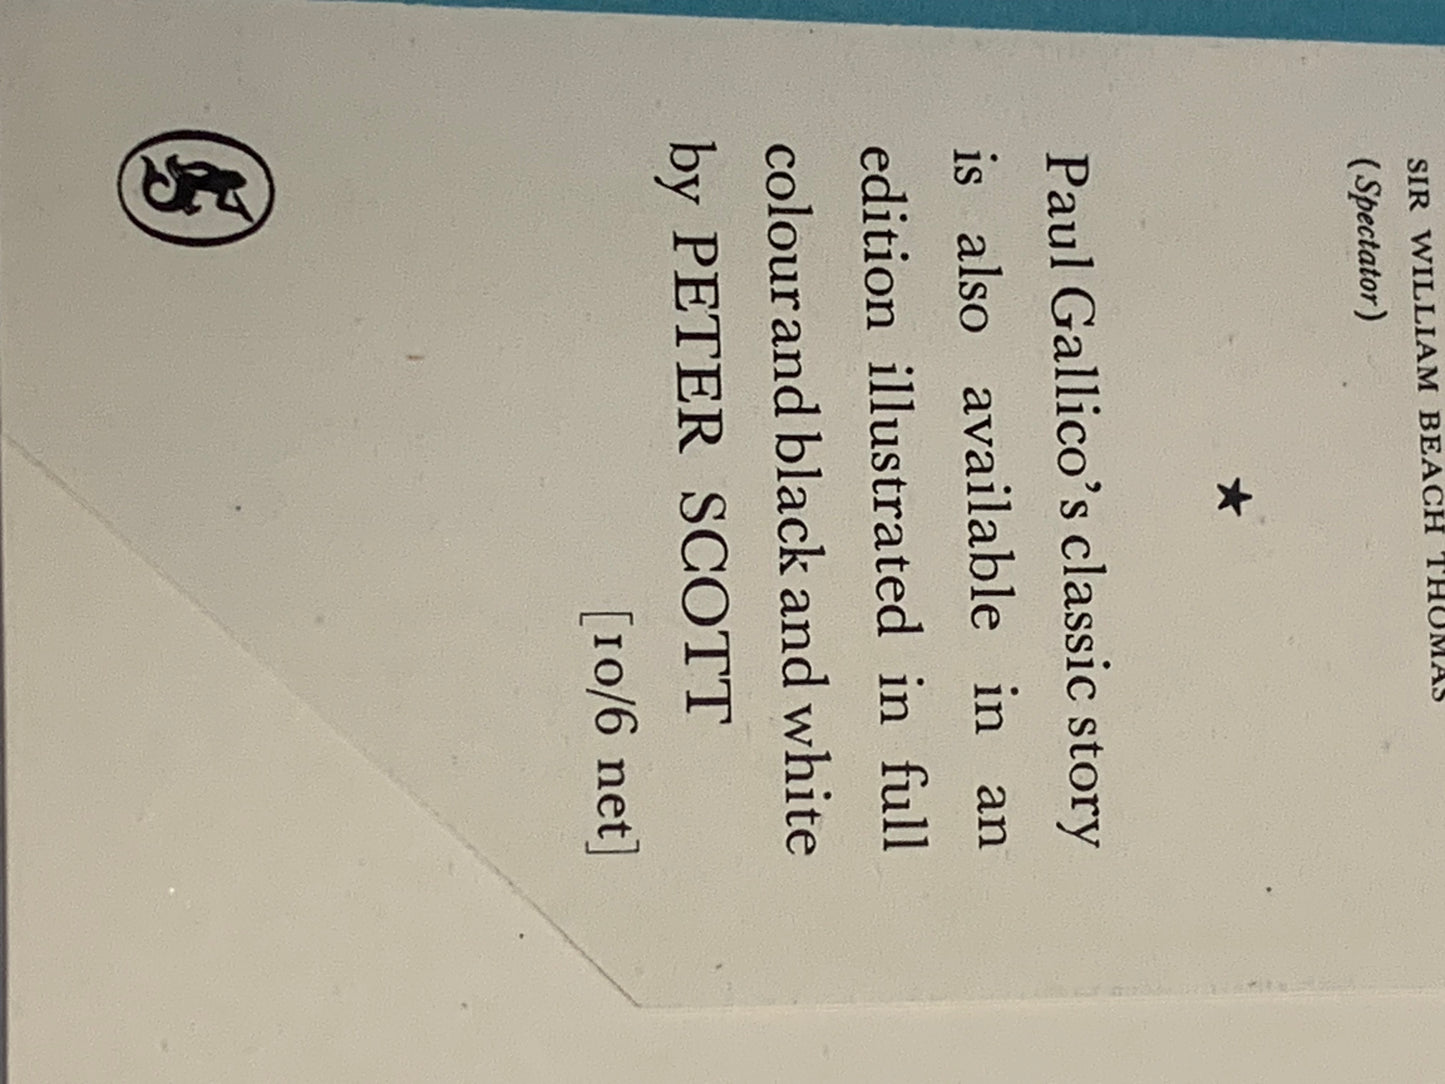 SIR WILLIAM BEACH THOMAS
(Spectator)
★
Paul Gallico's classic story
is also available in an
edition illustrated in full
colour and black and white
by PETER SCOTT
[10/6 net]